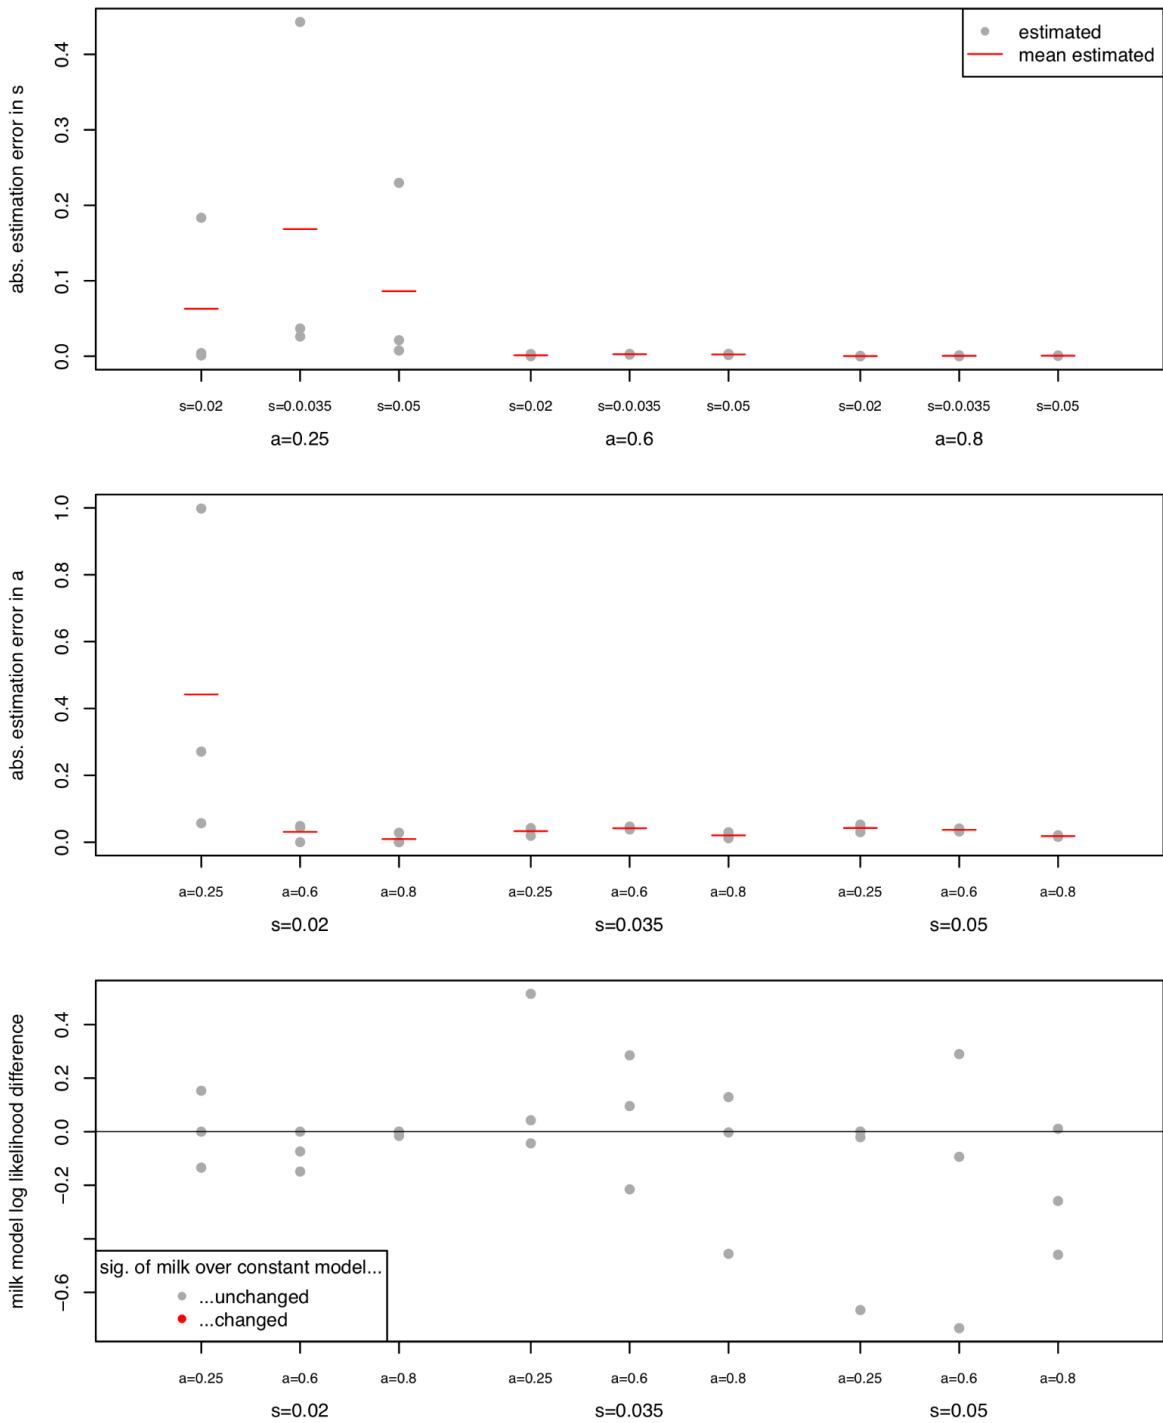 abs. estimation error in s
0.4
0.3
0.2
0.1
0.0
estimated
mean estimated
s=0.02 s=0.0.035 s=0.05 s=0.02 s=0.0.035 s=0.05 s=0.02 s=0.0.035 s=0.05
a=0.25 a=0.6 a=0.8
abs. estimation error in a
1.0
0.8
0.6
0.4
0.2
0.0
a=0.25 a=0.6 a=0.8 a=0.25 a=0.6 a=0.8 a=0.25 a=0.6 a=0.8
s=0.02 s=0.035 s=0.05
milk model log likelihood difference
0.4
0.2
0.0
−0.2
−0.6
sig. of milk over constant model...
...unchanged
...changed
a=0.25 a=0.6 a=0.8 a=0.25 a=0.6 a=0.8 a=0.25 a=0.6 a=0.8
s=0.02 s=0.035 s=0.05